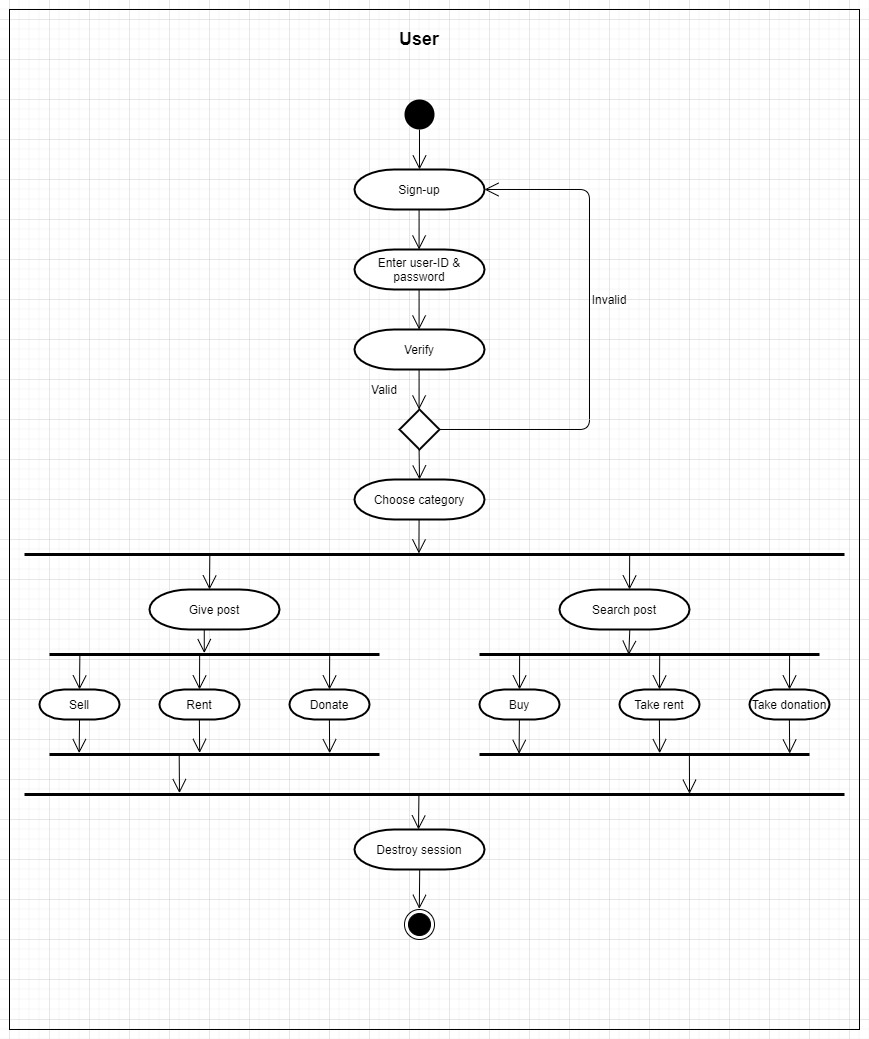 User
Sign-up
Enter user-ID &
password
Invalid
Verify
Valid
Choose category
Give post
Search post
Sell
Rent
Donate
Buy
Take rent
Take donation
Destroy session